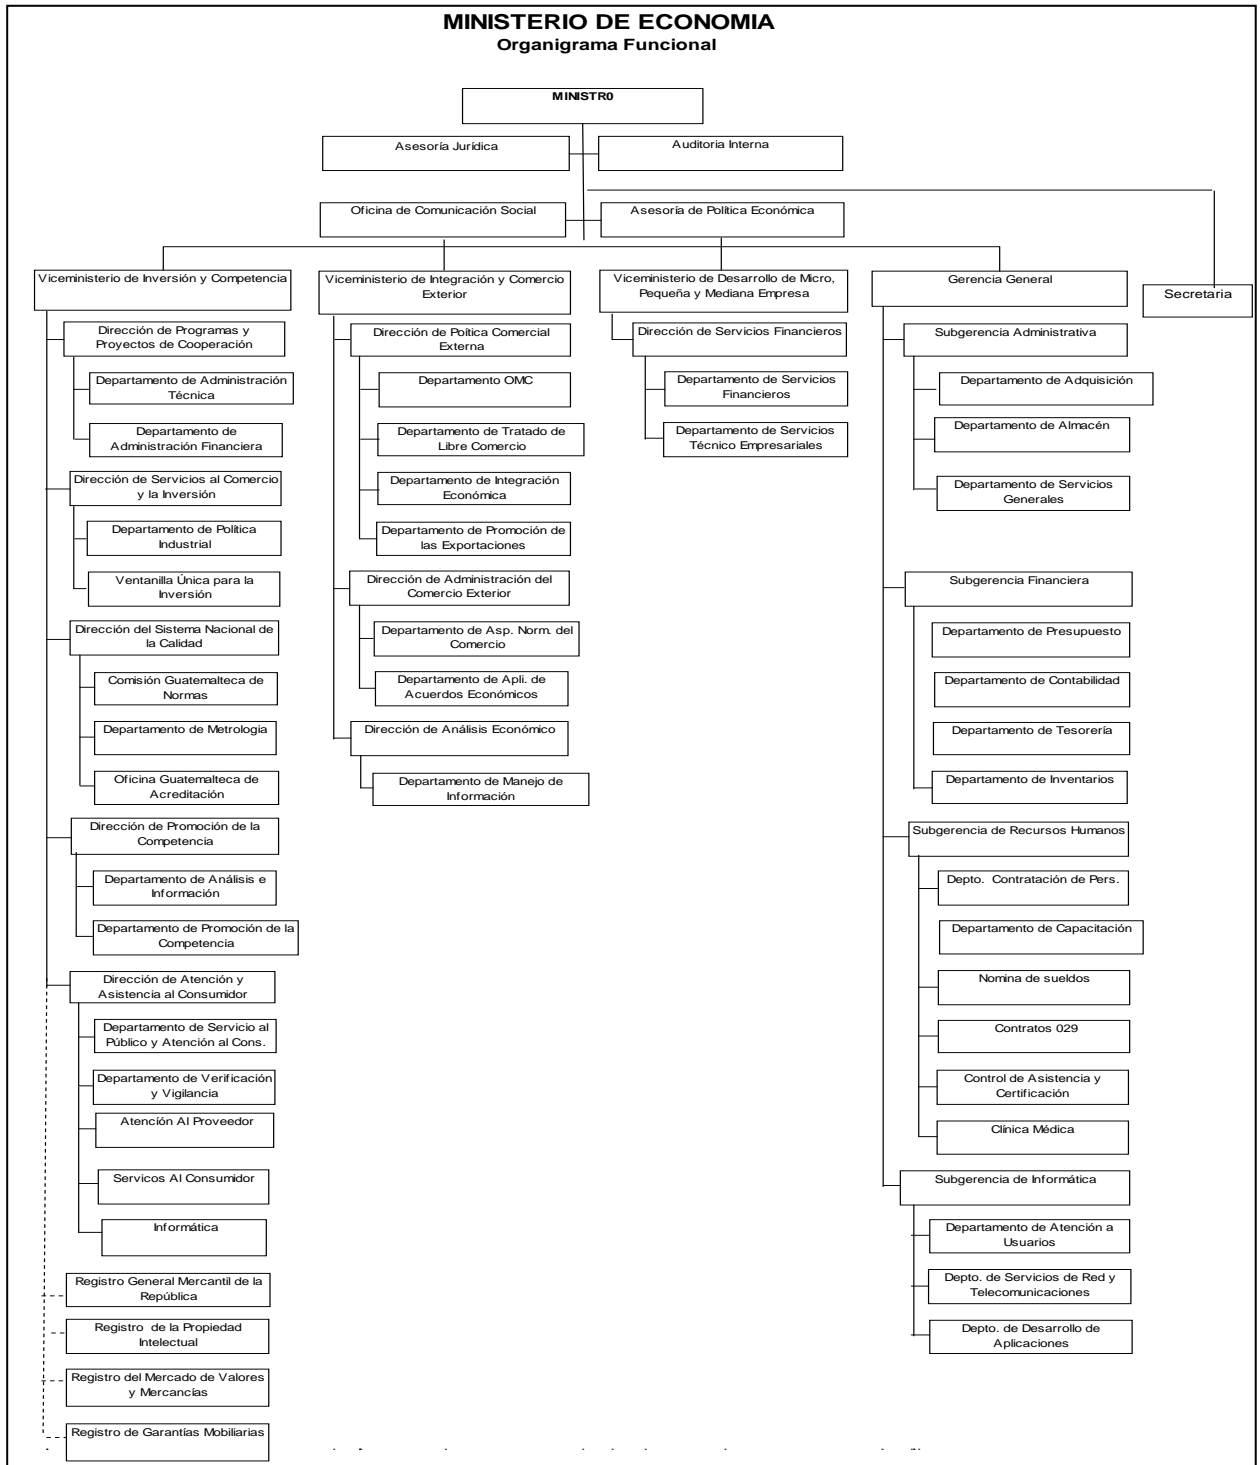 MINISTERIO DE ECONOMIA
Organigrama Funcional
MINISTR0
Asesoría Jurídica
Auditoria Interna
Oficina de Comunicación Social
Asesoría de Política Económica
Viceministerio de Inversión y Competencia
Dirección de Programas y
Proyectos de Cooperación
Departamento de Administración
Técnica
Departamento de
Administración Financiera
Dirección de Servicios al Comercio
y la Inversión
Departamento de Política
Industrial
Ventanilla Única para la
Inversión
Dirección del Sistema Nacional de
la Calidad
Comisión Guatemalteca de
Normas
Departamento de Metrologia
Oficina Guatemalteca de
Acreditación
Dirección de Promoción de la
Competencia
Departamento de Análisis e
Información
Departamento de Promoción de la
Competencia
Dirección de Atención y
Asistencia al Consumidor
Departamento de Servicio al
Público y Atención al Cons.
Departamento de Verificación
y Vigilancia
Atención Al Proveedor
Servicos Al Consumidor
Informática
Registro General Mercantil de la
República
Registro de la Propiedad
Intelectual
Registro del Mercado de Valores
y Mercancías
Registro de Garantías Mobiliarias
Viceministerio de Integración y Comercio
Exterior
Dirección de Política Comercial
Externa
Departamento OMC
Departamento de Tratado de
Libre Comercio
Departamento de Integración
Económica
Departamento de Promoción de
las Exportaciones
Dirección de Administración del
Comercio Exterior
Departamento de Asp. Norm. del
Comercio
Departamento de Apli. de
Acuerdos Económicos
Dirección de Análisis Económico
Departamento de Manejo de
Información
Viceministerio de Desarrollo de Micro,
Pequeña y Mediana Empresa
Dirección de Servicios Financieros
Departamento de Servicios
Financieros
Departamento de Servicios
Técnico Empresariales
Gerencia General
Subgerencia Administrativa
Departamento de Adquisición
Departamento de Almacén
Departamento de Servicios
Generales
Subgerencia Financiera
Departamento de Presupuesto
Departamento de Contabilidad
Departamento de Tesorería
Departamento de Inventarios
Subgerencia de Recursos Humanos
Depto. Contratación de Pers.
Departamento de Capacitación
Nomina de sueldos
Contratos 029
Control de Asistencia y
Certificación
Clínica Médica
Subgerencia de Informática
Departamento de Atención a
Usuarios
Depto. de Servicios de Red y
Telecomunicaciones
Depto. de Desarrollo de
Aplicaciones
Secretaria